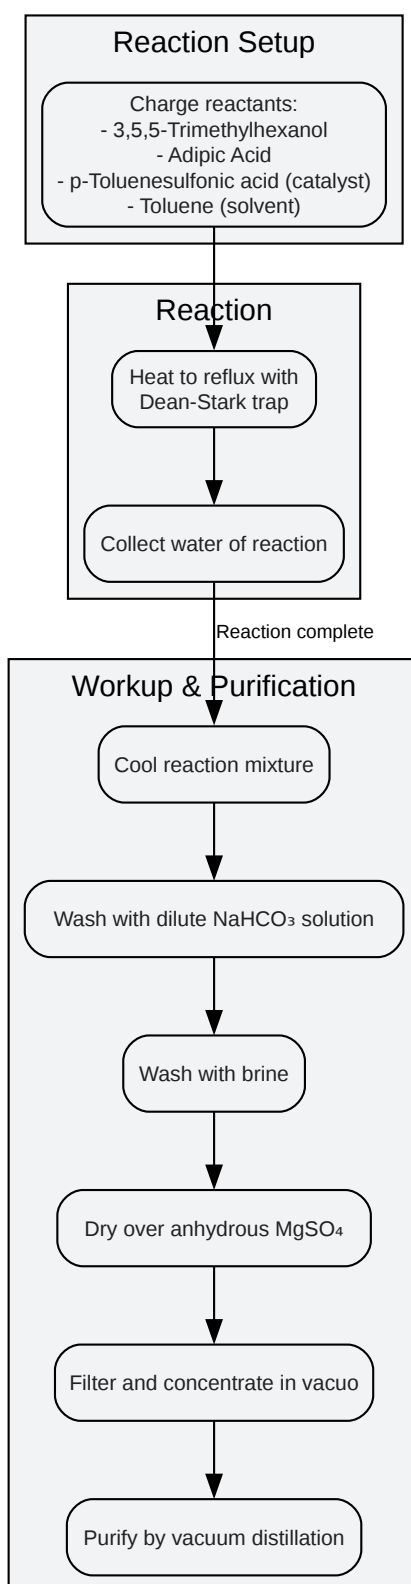 Reaction Setup
Charge reactants:
- 3,5,5-Trimethylhexanol
- Adipic Acid
- p-Toluenesulfonic acid (catalyst)
- Toluene (solvent)
Reaction
Heat to reflux with
Dean-Stark trap
Collect water of reaction
Reaction complete
Workup & Purification
Cool reaction mixture
Wash with dilute NaHCO₃ solution
Wash with brine
Dry over anhydrous MgSO₄
Filter and concentrate in vacuo
Purify by vacuum distillation